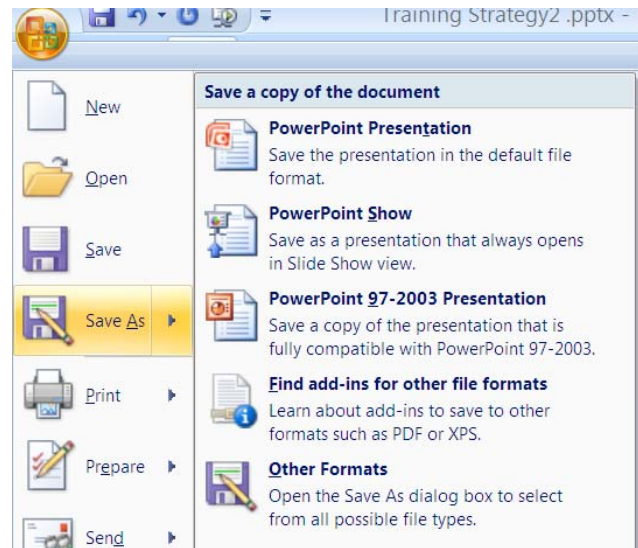 Training Strategy2 .pptx -
New
Open
Save
Save As
Print
Prepare
Send
Save a copy of the document
PowerPoint Presentation
Save the presentation in the default file
format.
PowerPoint Show
Save as a presentation that always opens
in Slide Show view.
PowerPoint 97-2003 Presentation
Save a copy of the presentation that is
fully compatible with PowerPoint 97-2003.
Find add-ins for other file formats
Learn about add-ins to save to other
formats such as PDF or XPS.
Other Formats
Open the Save As dialog box to select
from all possible file types.